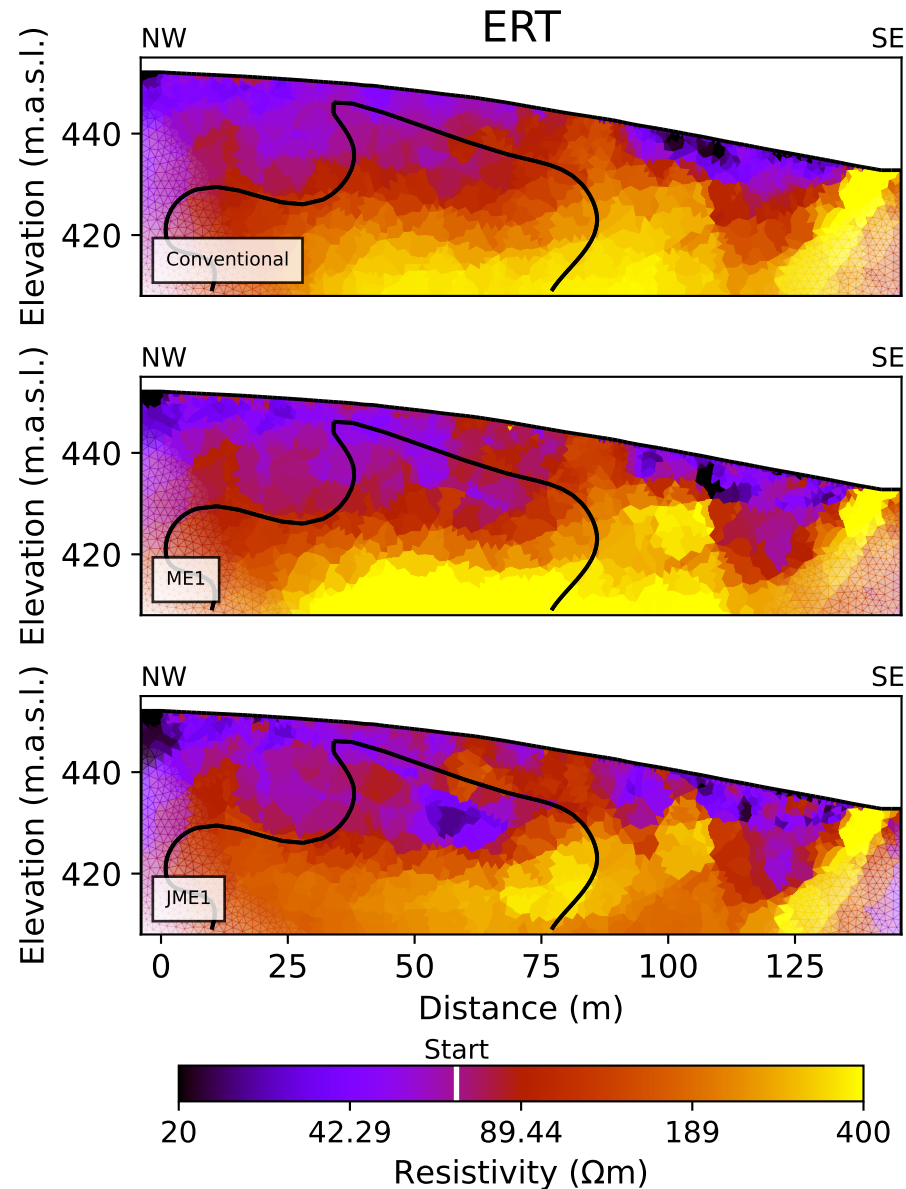 ERT
NW SE
Elevation (m.a.s.l.)
440
420
Conventional
NW SE
Elevation (m.a.s.l.)
440
420
ME1
NW SE
Elevation (m.a.s.l.)
440
420
JME1
0 25 50 75 100 125
Distance (m)
Start
20 42.29 89.44 189 400
Resistivity (Ωm)